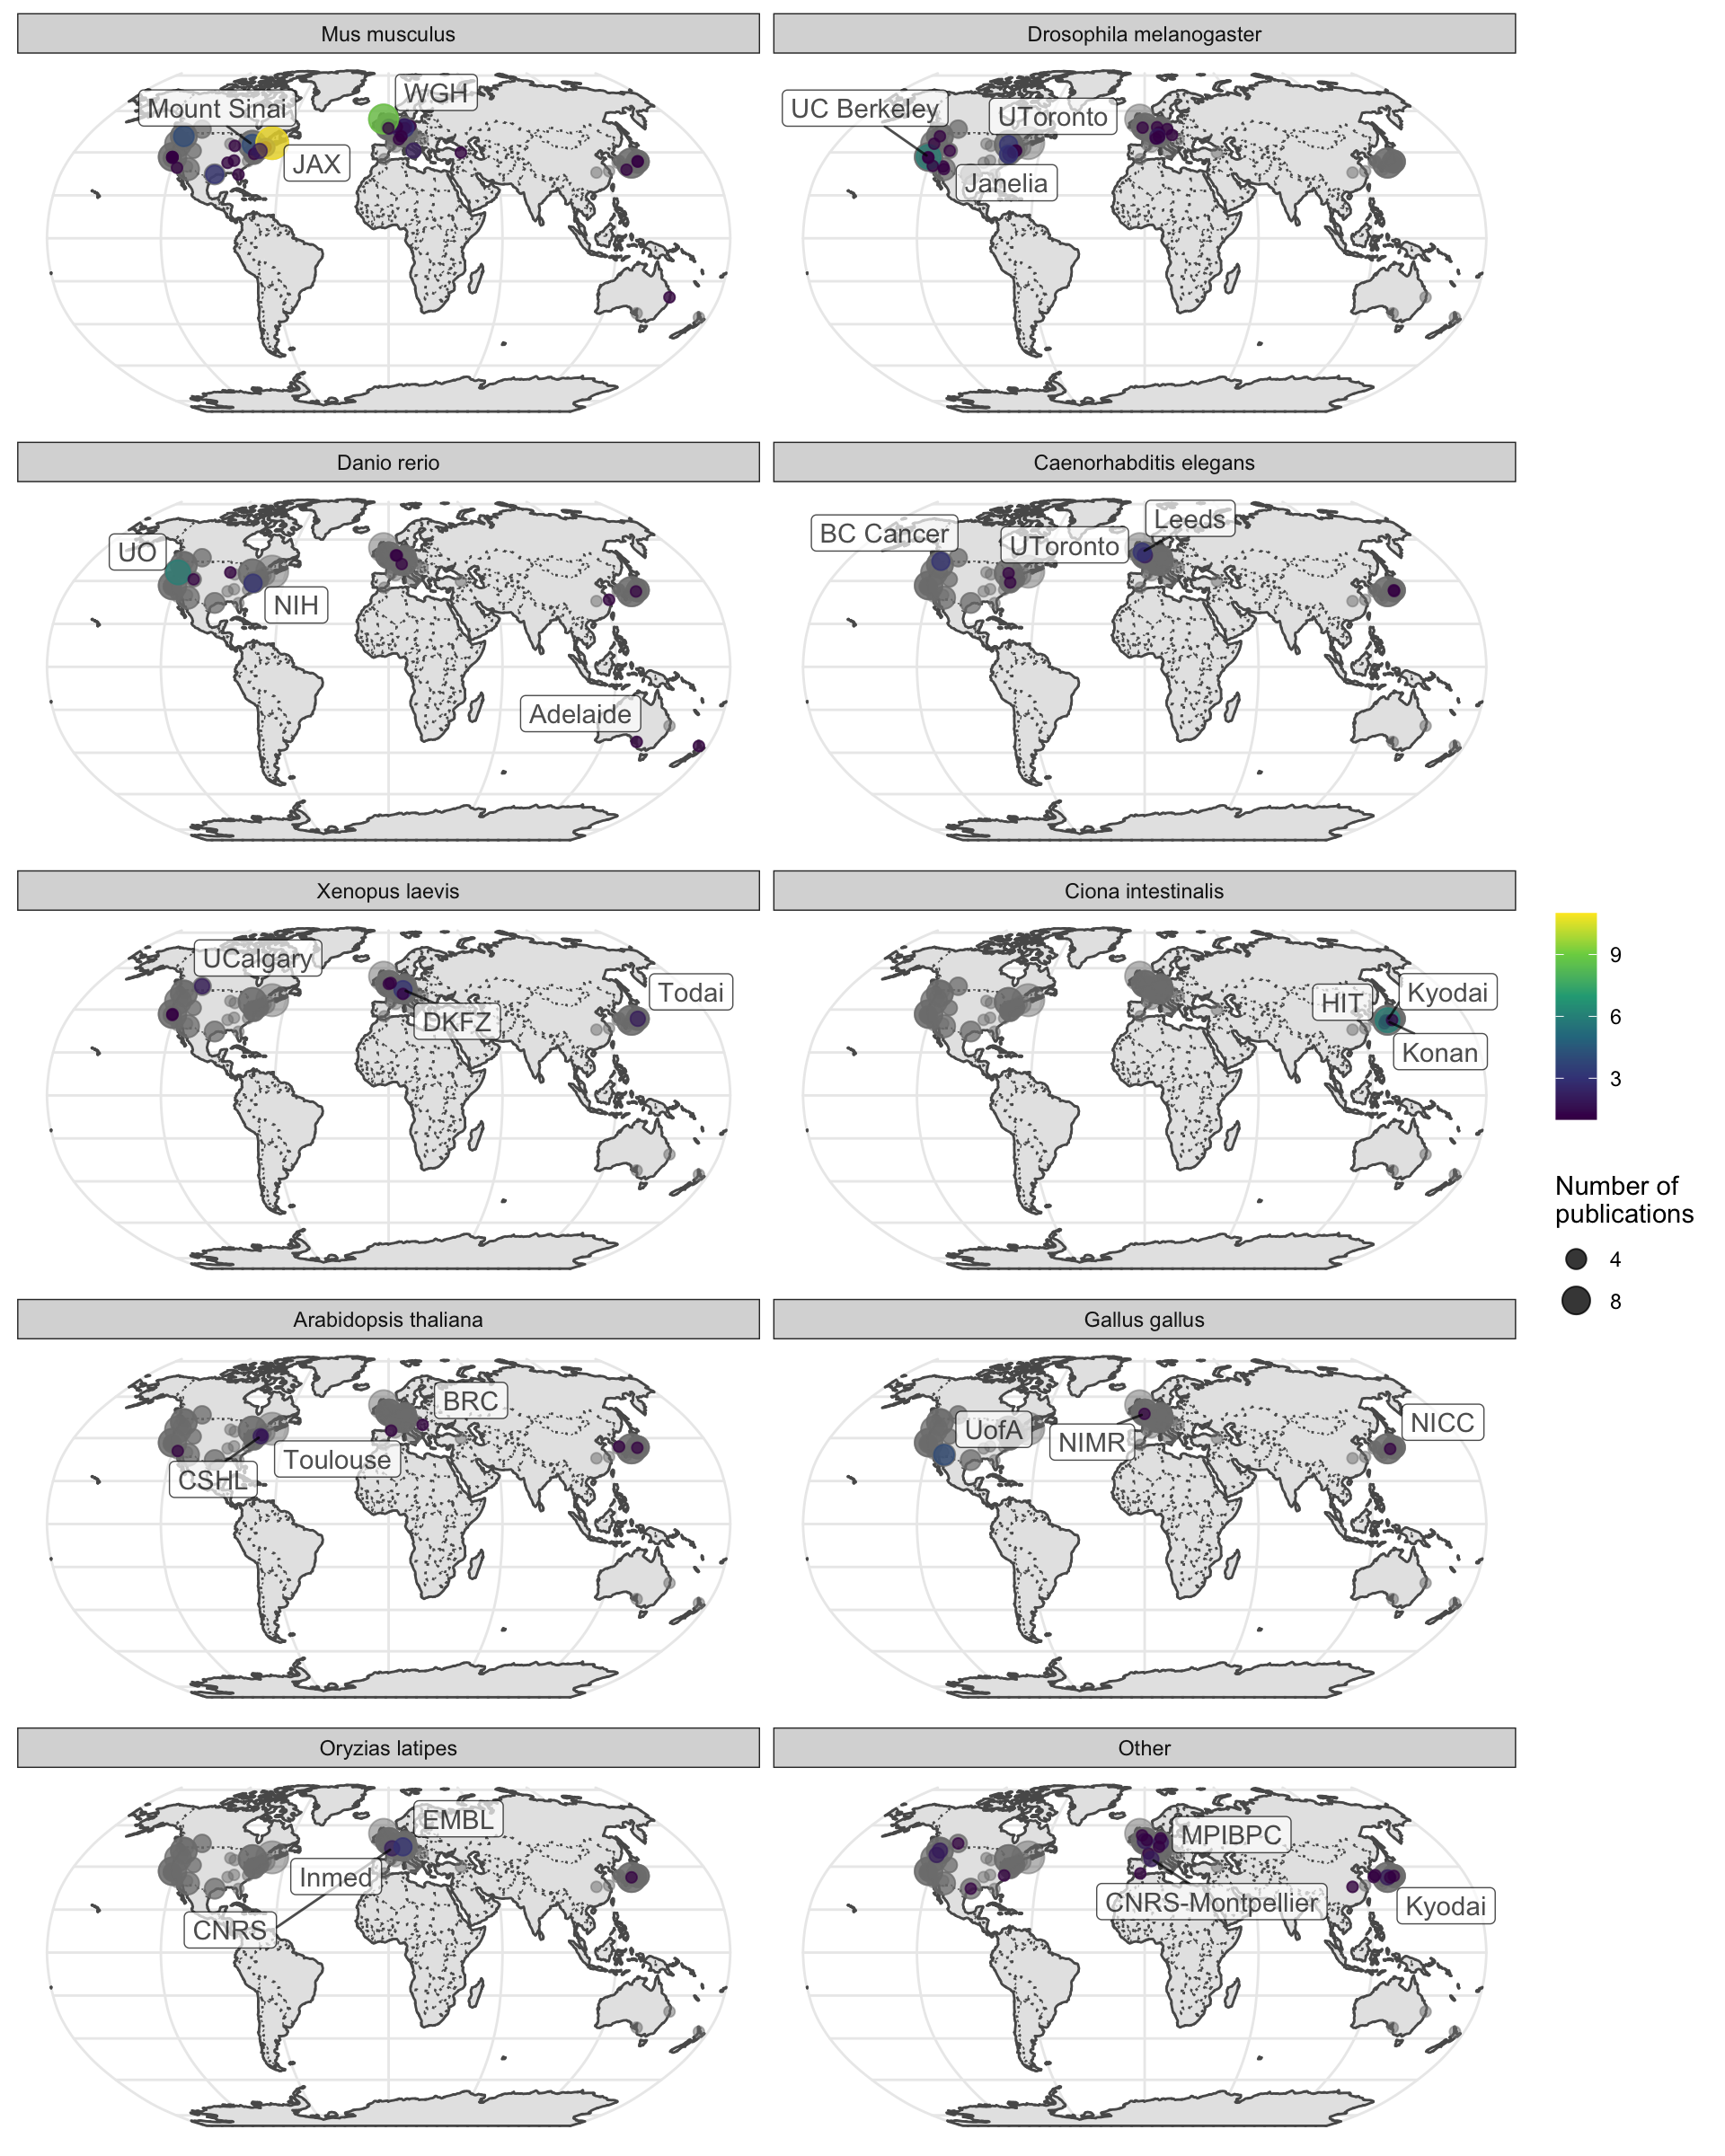 Mus musculus
Drosophila melanogaster
WGH
Mount Sinai
JAX
UC Berkeley
UToronto
Janelia
Danio rerio
Caenorhabditis elegans
UO
NIH
Adelaide
Leeds
BC Cancer
UToronto
Xenopus laevis
Ciona intestinalis
UCalgary
Todai
DKFZ
Kyodai
HIT
Konan
9
6
3
Number of
publications
4
8
Arabidopsis thaliana
Gallus gallus
BRC
Toulouse
CSHL
NICC
UofA
NIMR
Oryzias latipes
Other
EMBL
Inmed
CNRS
MPIBPC
CNRS-Montpellier
Kyodai